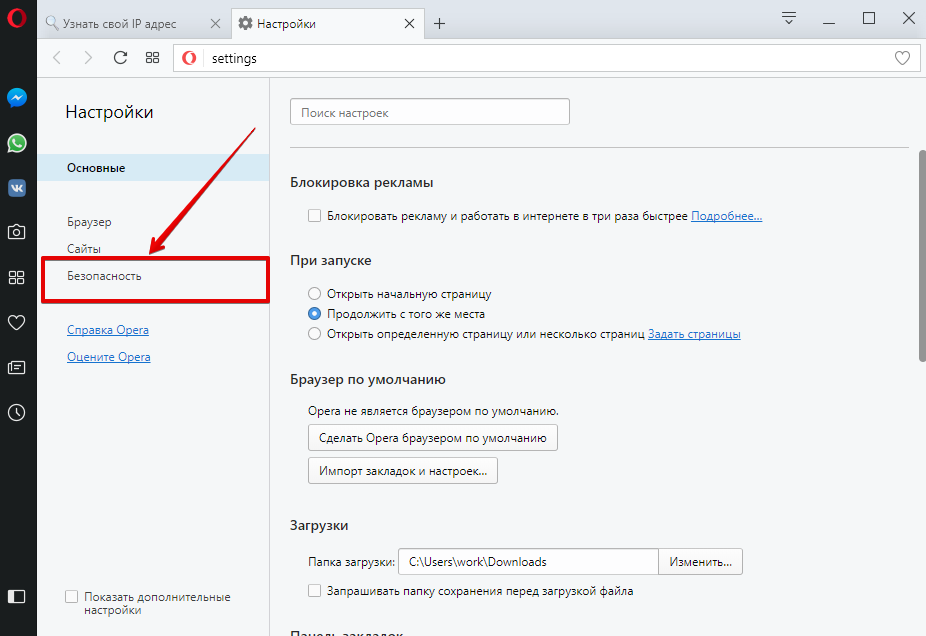 Узнать свой IP адрес
Настройки
settings
Настройки
Основные
Браузер
Сайты
Безопасность
Справка Opera
Оцените Opera
Показать дополнительные
настройки
Поиск настроек
Блокировка рекламы
Блокировать рекламу и работать в интернете в три раза быстрее Подробнее...
При запуске
Открыть начальную страницу
Продолжить с того же места
Открыть определенную страницу или несколько страниц Задать страницы
Браузер по умолчанию
Opera не является браузером по умолчанию.
Сделать Opera браузером по умолчанию
Импорт закладок и настроек...
Загрузки
Папка загрузки: C:\Users\work\Downloads Изменить...
Запрашивать папку сохранения перед загрузкой файла
Панель закладок